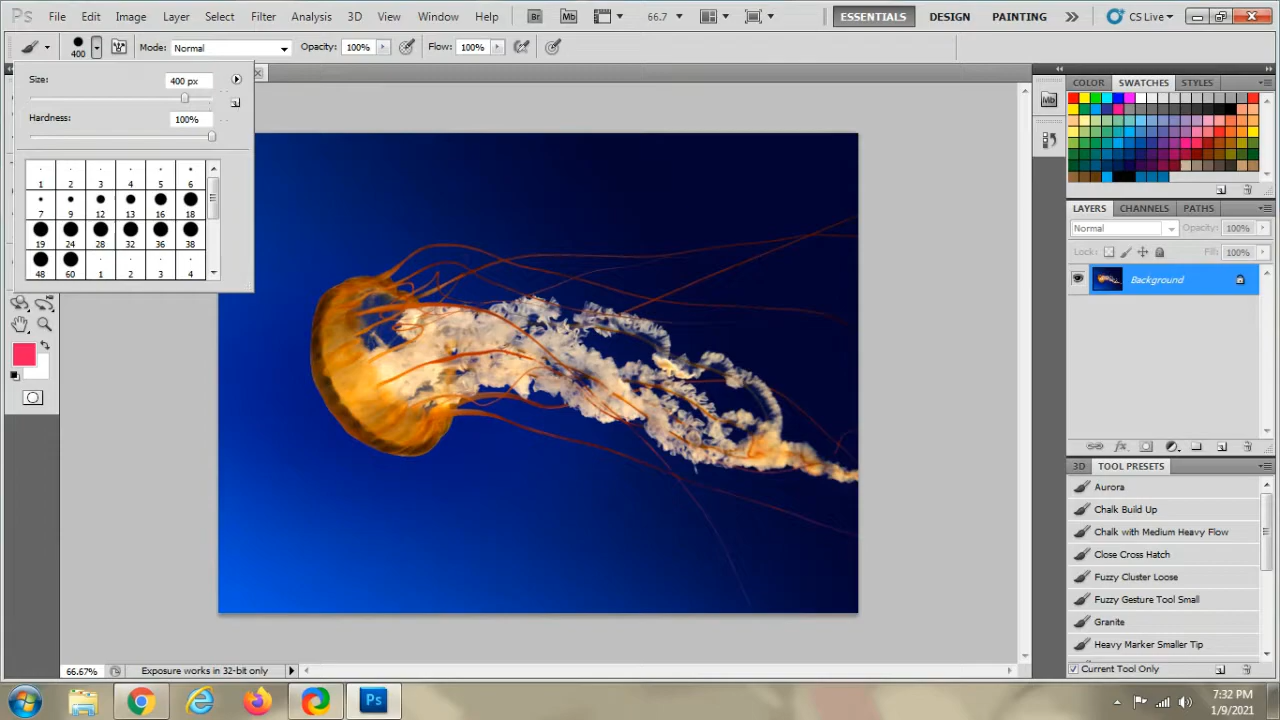 Ps File Edit Image Layer Select Filter Analysis 3D View Window Help Br Mb 66.7 ESSENTIALS DESIGN PAINTING CS Live
400 Mode: Normal Opacity: 100% Flow: 100%
Size: 400 px
Hardness: 100%
1 2 3 4 5 6
7 9 12 13 16 18
19 24 28 32 36 38
48 60 1 2 3 4
Mb
COLOR SWATCHES STYLES
LAYERS CHANNELS PATHS
Normal Opacity: 100%
Lock: Fill: 100%
Background
3D TOOL PRESETS
Aurora
Chalk Build Up
Chalk with Medium Heavy Flow
Close Cross Hatch
Fuzzy Cluster Loose
Fuzzy Gesture Tool Small
Granite
Heavy Marker Smaller Tip
Current Tool Only
66.67% Exposure works in 32-bit only
Ps
7:32 PM
1/9/2021